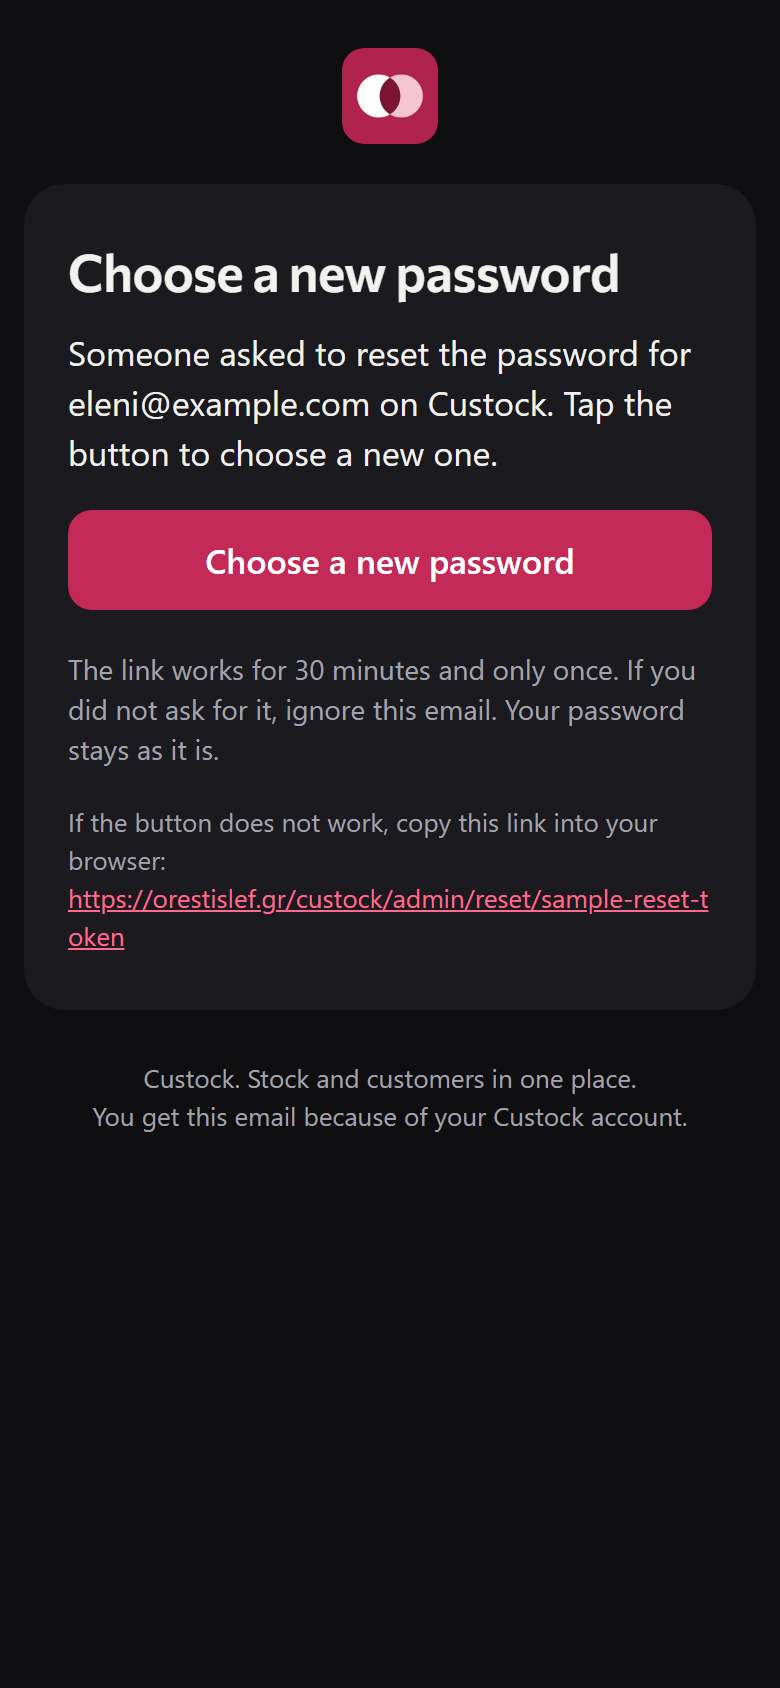 Choose a new password
Someone asked to reset the password for
eleni@example.com on Custock. Tap the
button to choose a new one.
Choose a new password
The link works for 30 minutes and only once. If you
did not ask for it, ignore this email. Your password
stays as it is.
If the button does not work, copy this link into your
browser:
https://orestislef.gr/custock/admin/reset/sample-reset-t
oken
Custock. Stock and customers in one place.
You get this email because of your Custock account.